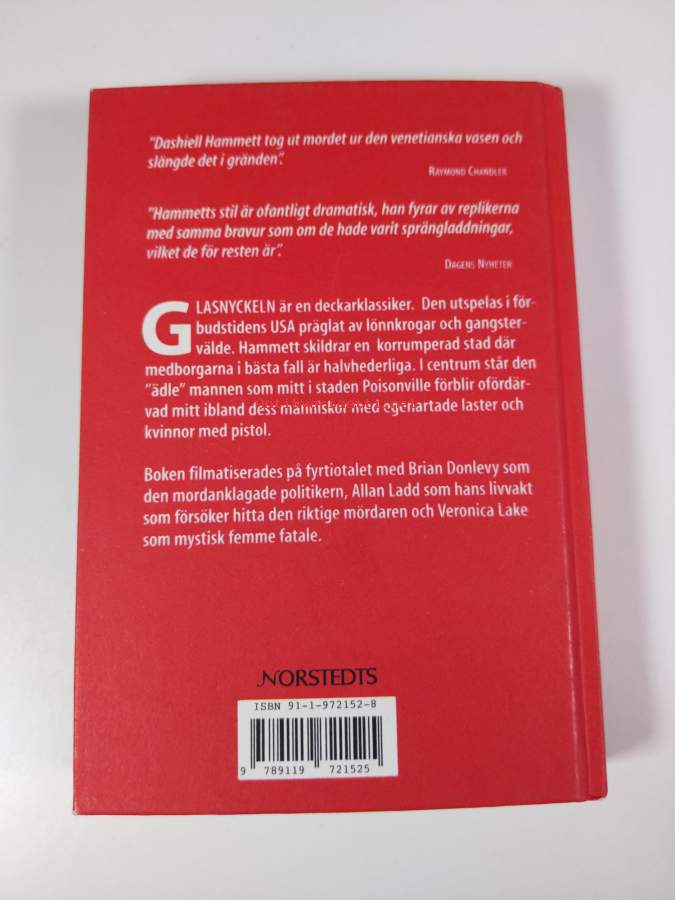 "Dashiell Hammett tog ut mordet ur den venetianska vasen och
slängde det i gränden".
RAYMOND CHANDLER
"Hammetts stil är ofantligt dramatisk, han fyrar av replikerna
med samma bravur som om de hade varit sprängladdningar,
vilket de för resten är".
DAGENS NYHETER
GLASNYCKELN är en deckarklassiker. Den utspelas i för-
budstidens USA präglat av lönnkrogar och gangster-
välde. Hammett skildrar en korrumperad stad där
medborgarna i bästa fall är halvhederliga. I centrum står den
"ädle" mannen som mitt i staden Poisonville förblir ofördär-
vad mitt ibland dess människor med egenartade laster och
kvinnor med pistol.
Boken filmatiserades på fyrtiotalet med Brian Donlevy som
den mordanklagade politikern, Allan Ladd som hans livvakt
som försöker hitta den riktige mördaren och Veronica Lake
som mystisk femme fatale.
NORSTEDTS
ISBN 91-1-972152-8
9 789119 721525